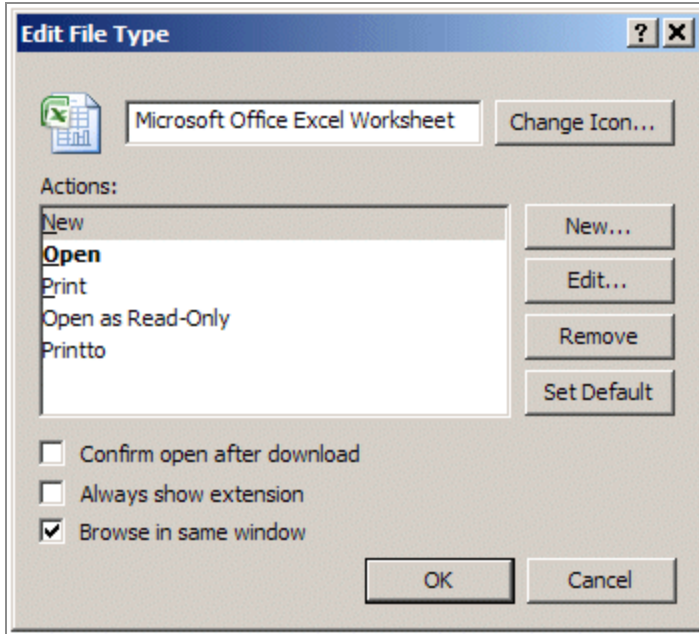 Edit File Type
Microsoft Office Excel Worksheet
Change Icon...
Actions:
New
Open
Print
Open as Read-Only
Printto
New...
Edit...
Remove
Set Default
Confirm open after download
Always show extension
Browse in same window
OK
Cancel